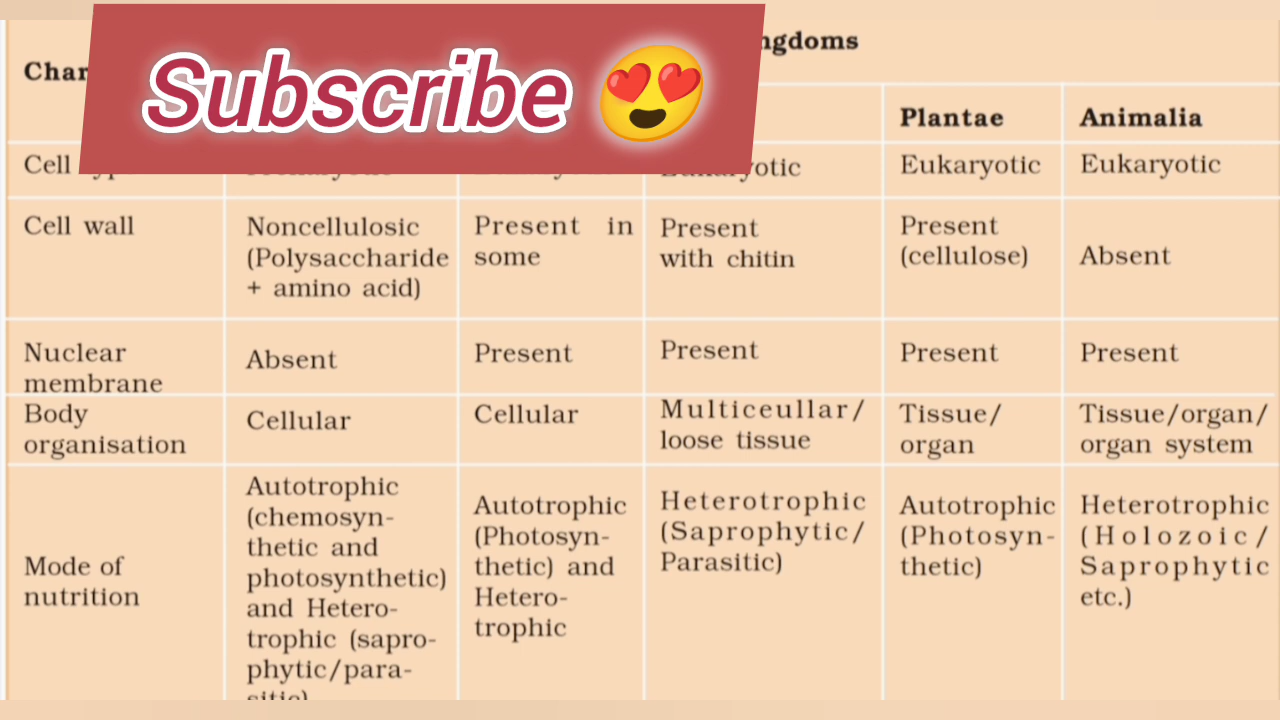 Subscribe
Plantae
Animalia
Cell
Eukaryotic
Eukaryotic
Cell wall
Noncellulosic
(Polysaccharide
+ amino acid)
Present in
some
Present
with chitin
Present
(cellulose)
Absent
Nuclear
membrane
Absent
Present
Present
Present
Present
Body
organisation
Cellular
Cellular
Multiceullar/
loose tissue
Tissue/
organ
Tissue/organ/
organ system
Mode of
nutrition
Autotrophic
(chemosyn-
thetic and
photosynthetic)
and Hetero-
trophic (sapro-
phytic/para-
Autotrophic
(Photosyn-
thetic) and
Hetero-
trophic
Heterotrophic
(Saprophytic/
Parasitic)
Autotrophic
(Photosyn-
thetic)
Heterotrophic
(Holozoic/
Saprophytic
etc.)